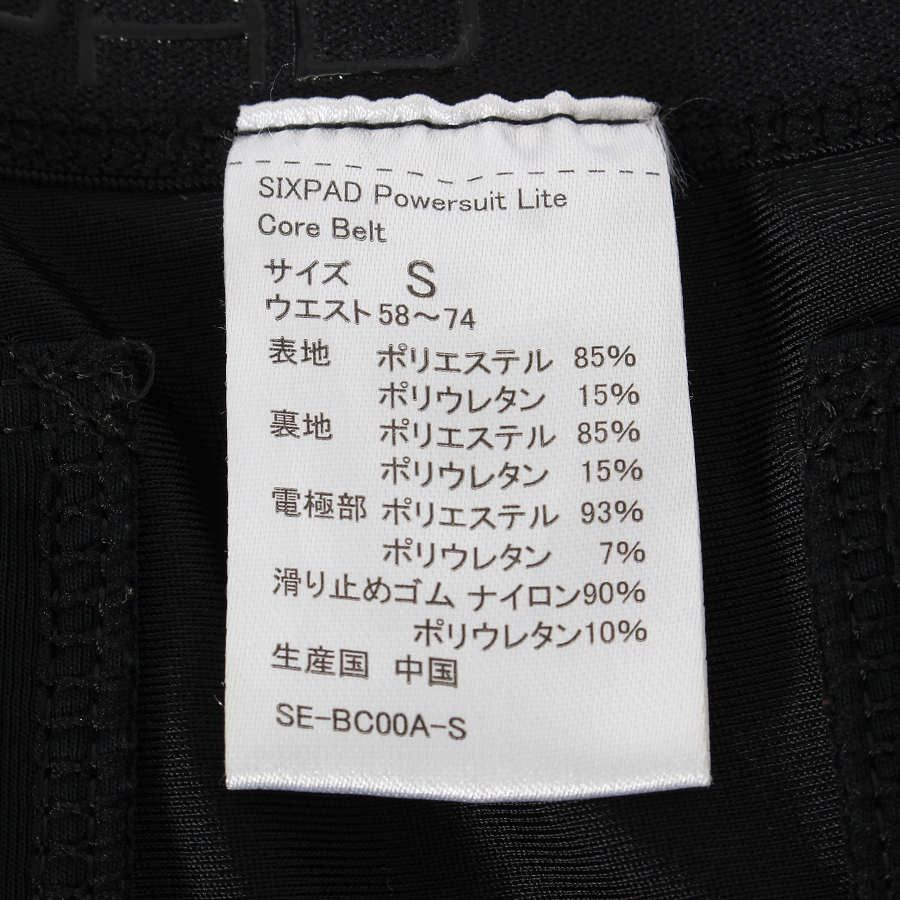 SIXPAD Powersuit Lite
Core Belt
サイズ S
ウエスト 58～74
表地 ポリエステル 85%
ポリウレタン 15%
裏地 ポリエステル 85%
ポリウレタン 15%
電極部 ポリエステル 93%
ポリウレタン 7%
滑り止めゴム ナイロン90%
ポリウレタン10%
生産国 中国
SE-BC00A-S